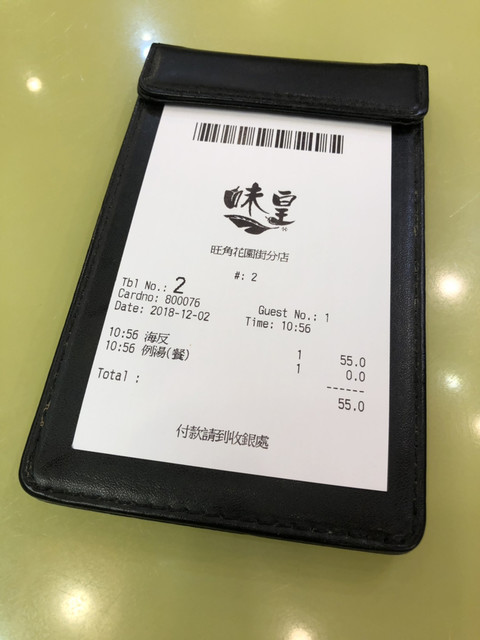 味皇
旺角花園街分店
#: 2
Tbl No.: 2
Cardno: 800076 Guest No.: 1
Date: 2018-12-02 Time: 10:56
10:56 海反 1 55.0
10:56 例湯(餐) 1 0.0
------
Total : 55.0
付款請到收銀處